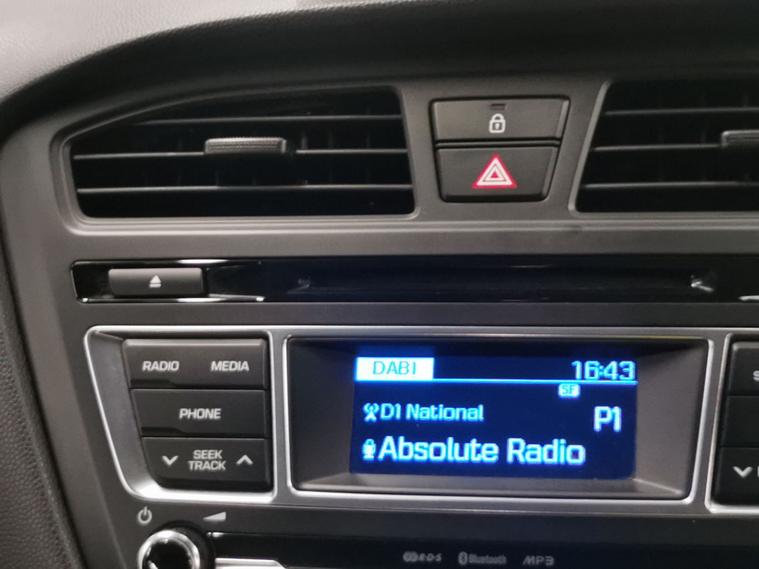 DAB1 16:43
SF
D1 National P1
Absolute Radio
RADIO MEDIA
PHONE
SEEK
TRACK
R·D·S Bluetooth MP3